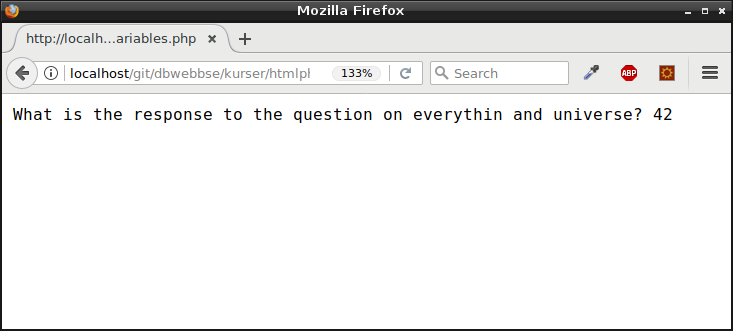 Mozilla Firefox
http://localh...ariables.php
localhost/git/dbwebbse/kurser/htmlph
133%
Search
ABP
What is the response to the question on everythin and universe? 42